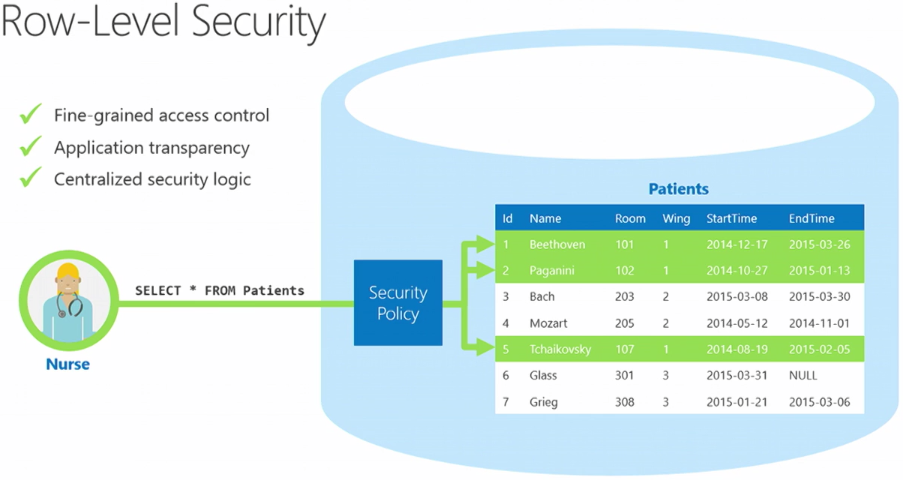 Row-Level Security
Fine-grained access control
Application transparency
Centralized security logic
Patients
Id Name Room Wing StartTime EndTime
1 Beethoven 101 1 2014-12-17 2015-03-26
2 Paganini 102 1 2014-10-27 2015-01-13
3 Bach 203 2 2015-03-08 2015-03-30
4 Mozart 205 2 2014-05-12 2014-11-01
5 Tchaikovsky 107 1 2014-08-19 2015-02-05
6 Glass 301 3 2015-03-31 NULL
7 Grieg 308 3 2015-01-21 2015-03-06
SELECT * FROM Patients
Security
Policy
Nurse